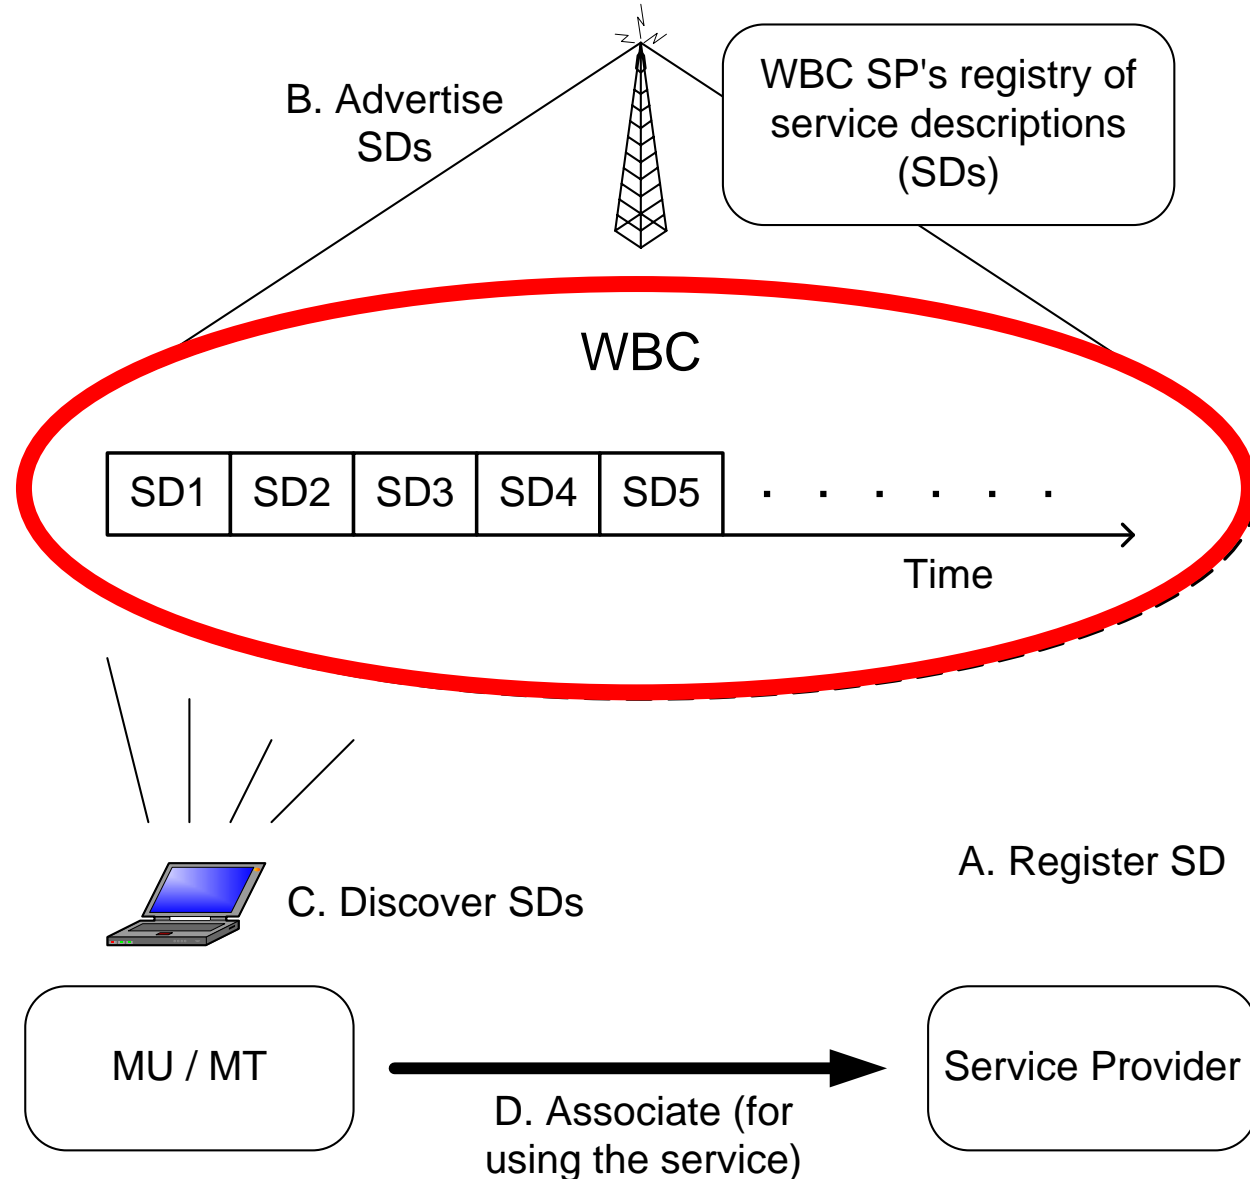 B. Advertise
SDs
WBC SP's registry of
service descriptions
(SDs)
WBC
SD1 SD2 SD3 SD4 SD5 . . . . . .
Time
A. Register SD
C. Discover SDs
MU / MT
Service Provider
D. Associate (for
using the service)